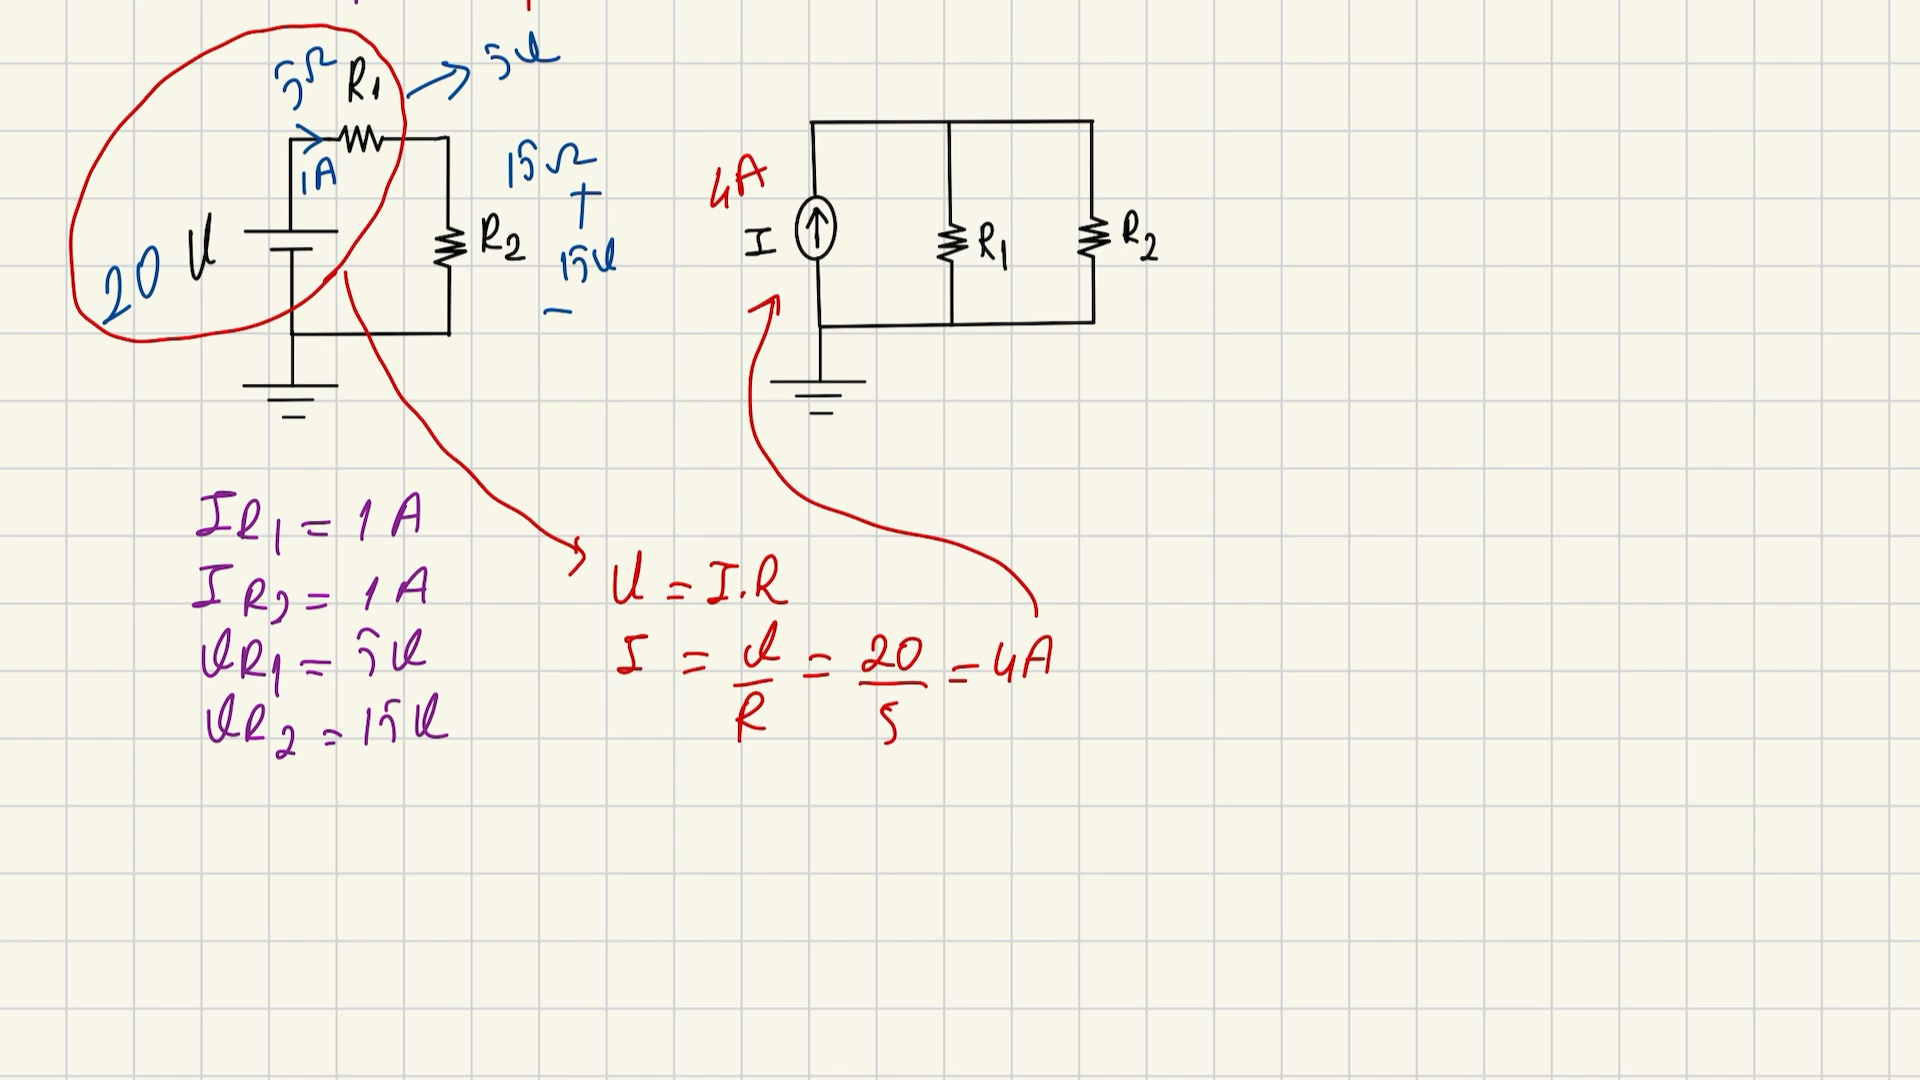 5Ω R1 → 5V
1A
20 V
15Ω
+
R2
15V
-
4A
I
R1
R2
IR1 = 1A
IR2 = 1A
VR1 = 5V
VR2 = 15V
V = I.R
I = V/R = 20/5 = 4A